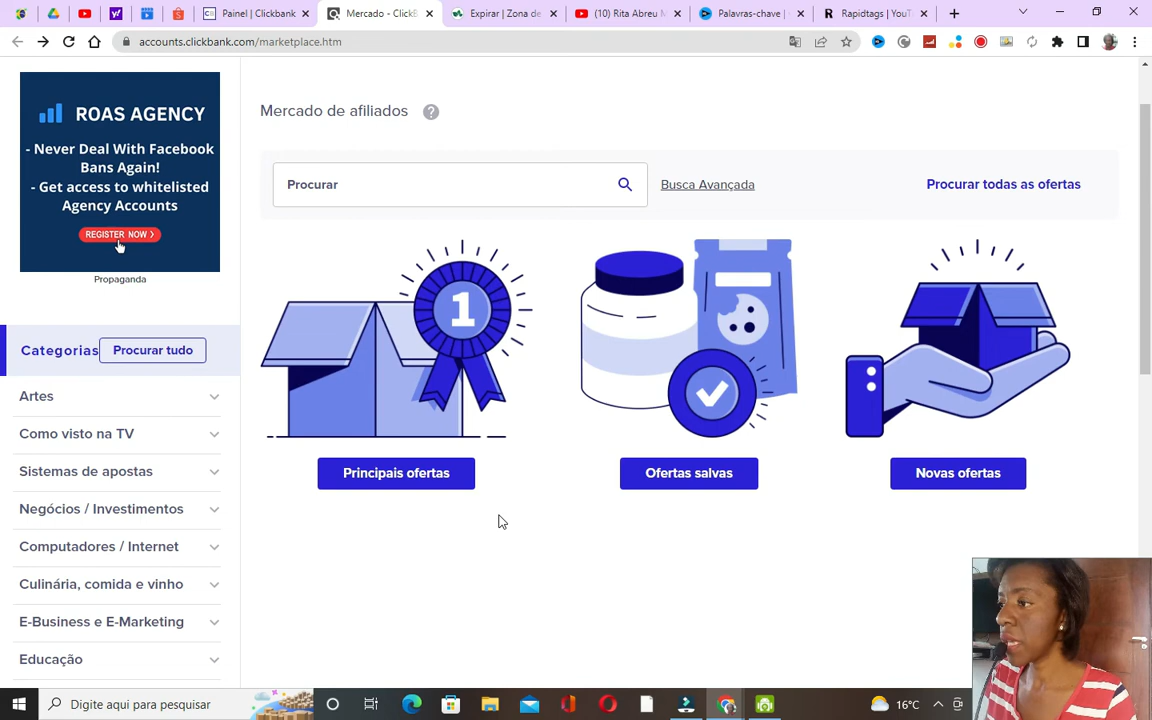 Painel | Clickbank
Mercado - ClickB
Expirar | Zona de
(10) Rita Abreu M
Palavras-chave |
Rapidtags | YouT
accounts.clickbank.com/marketplace.htm
ROAS AGENCY
- Never Deal With Facebook
Bans Again!
- Get access to whitelisted
Agency Accounts
REGISTER NOW >
Propaganda
Mercado de afiliados ?
Procurar
Busca Avançada
Procurar todas as ofertas
1
Principais ofertas
Ofertas salvas
Novas ofertas
Categorias
Procurar tudo
Artes
Como visto na TV
Sistemas de apostas
Negócios / Investimentos
Computadores / Internet
Culinária, comida e vinho
E-Business e E-Marketing
Educação
Digite aqui para pesquisar
16°C